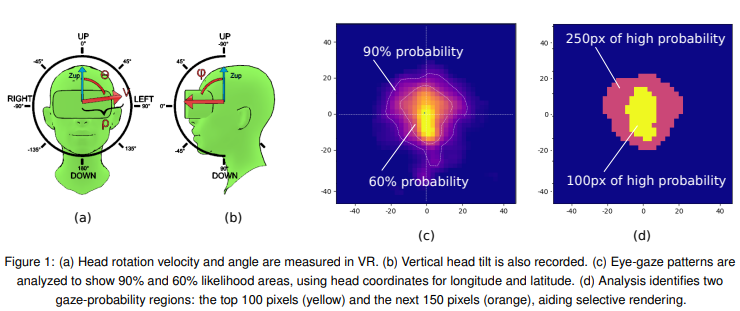 UP
0°
-45°
45°
Zup
Θ
V
RIGHT
-90°
LEFT
90°
ρ
-135°
135°
180°
DOWN
(a)
UP
-90°
-45°
φ
Zup
0°
-45°
90°
DOWN
(b)
90% probability
60% probability
40
20
0
-20
-40
-40
-20
0
20
40
(c)
250px of high probability
100px of high probability
40
20
0
-20
-40
-40
-20
0
20
40
(d)
Figure 1: (a) Head rotation velocity and angle are measured in VR. (b) Vertical head tilt is also recorded. (c) Eye-gaze patterns are
analyzed to show 90% and 60% likelihood areas, using head coordinates for longitude and latitude. (d) Analysis identifies two
gaze-probability regions: the top 100 pixels (yellow) and the next 150 pixels (orange), aiding selective rendering.